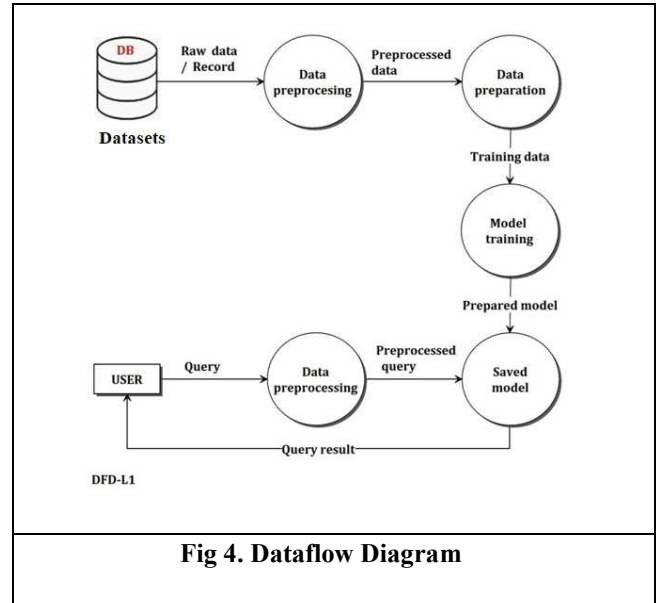 DB
Raw data
/ Record
Data
preprocesing
Preprocessed
data
Data
preparation
Datasets
Training data
Model
training
Prepared model
USER
Query
Data
preprocessing
Preprocessed
query
Saved
model
Query result
DFD-L1
Fig 4. Dataflow Diagram